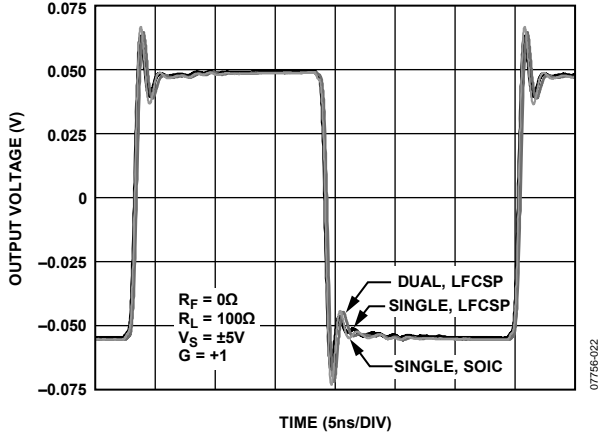 0.075
0.050
0.025
0
–0.025
–0.050
–0.075
OUTPUT VOLTAGE (V)
R_F = 0Ω
R_L = 100Ω
V_S = ±5V
G = +1
DUAL, LFCSP
SINGLE, LFCSP
SINGLE, SOIC
TIME (5ns/DIV)
07756-022